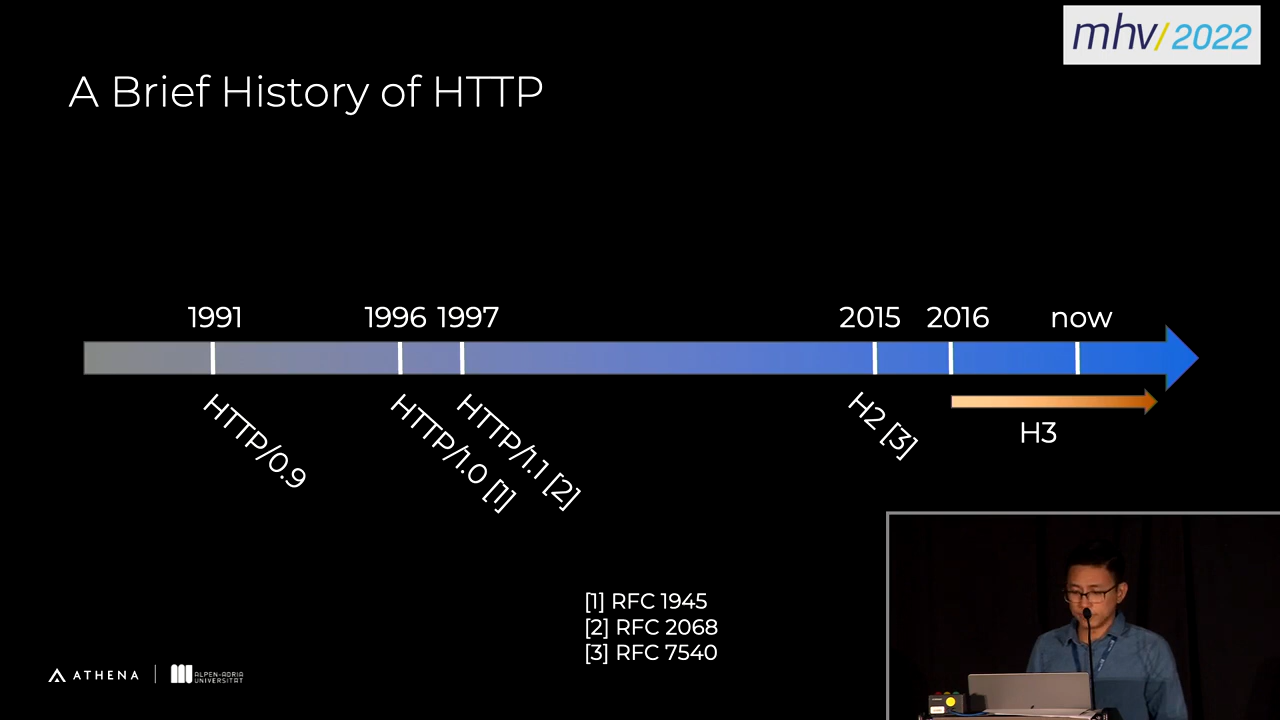 mhv/2022
A Brief History of HTTP
1991
1996
1997
2015
2016
now
HTTP/0.9
HTTP/1.0 [1]
HTTP/1.1 [2]
H2 [3]
H3
[1] RFC 1945
[2] RFC 2068
[3] RFC 7540
ATHENA
ALPEN-ADRIA
UNIVERSITÄT